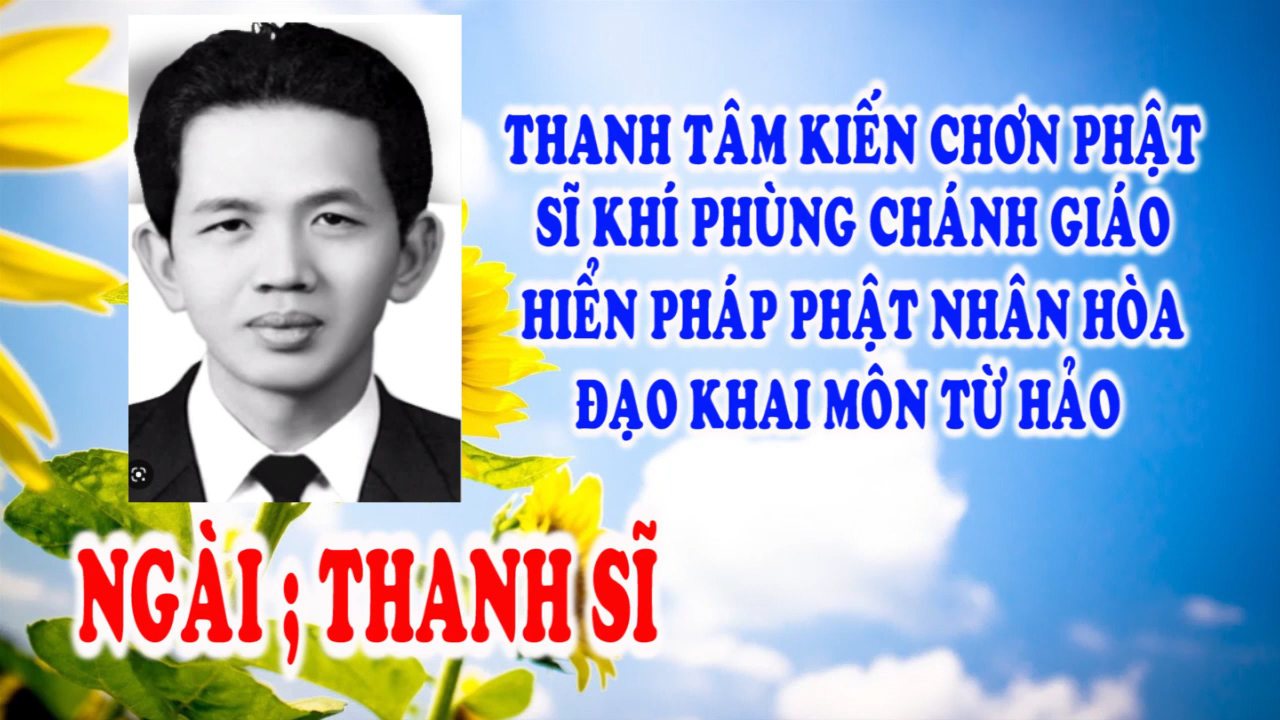 THANH TÂM KIẾN CHƠN PHẬT
SĨ KHÍ PHÙNG CHÁNH GIÁO
HIỂN PHÁP PHẬT NHÂN HÒA
ĐẠO KHAI MÔN TỪ HẢO
NGÀI ; THANH SĨ